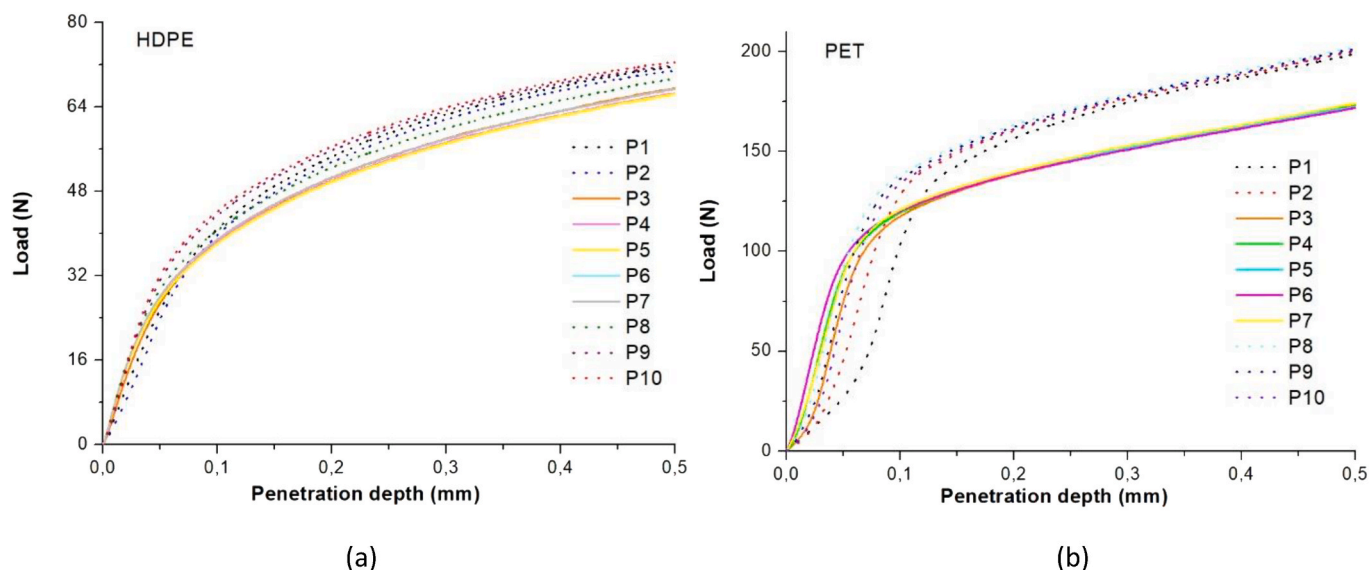 80
64
48
32
16
0
Load (N)
HDPE
P1
P2
P3
P4
P5
P6
P7
P8
P9
P10
0,0 0,1 0,2 0,3 0,4 0,5
Penetration depth (mm)
(a)
200
150
100
50
0
Load (N)
PET
P1
P2
P3
P4
P5
P6
P7
P8
P9
P10
0,0 0,1 0,2 0,3 0,4 0,5
Penetration depth (mm)
(b)